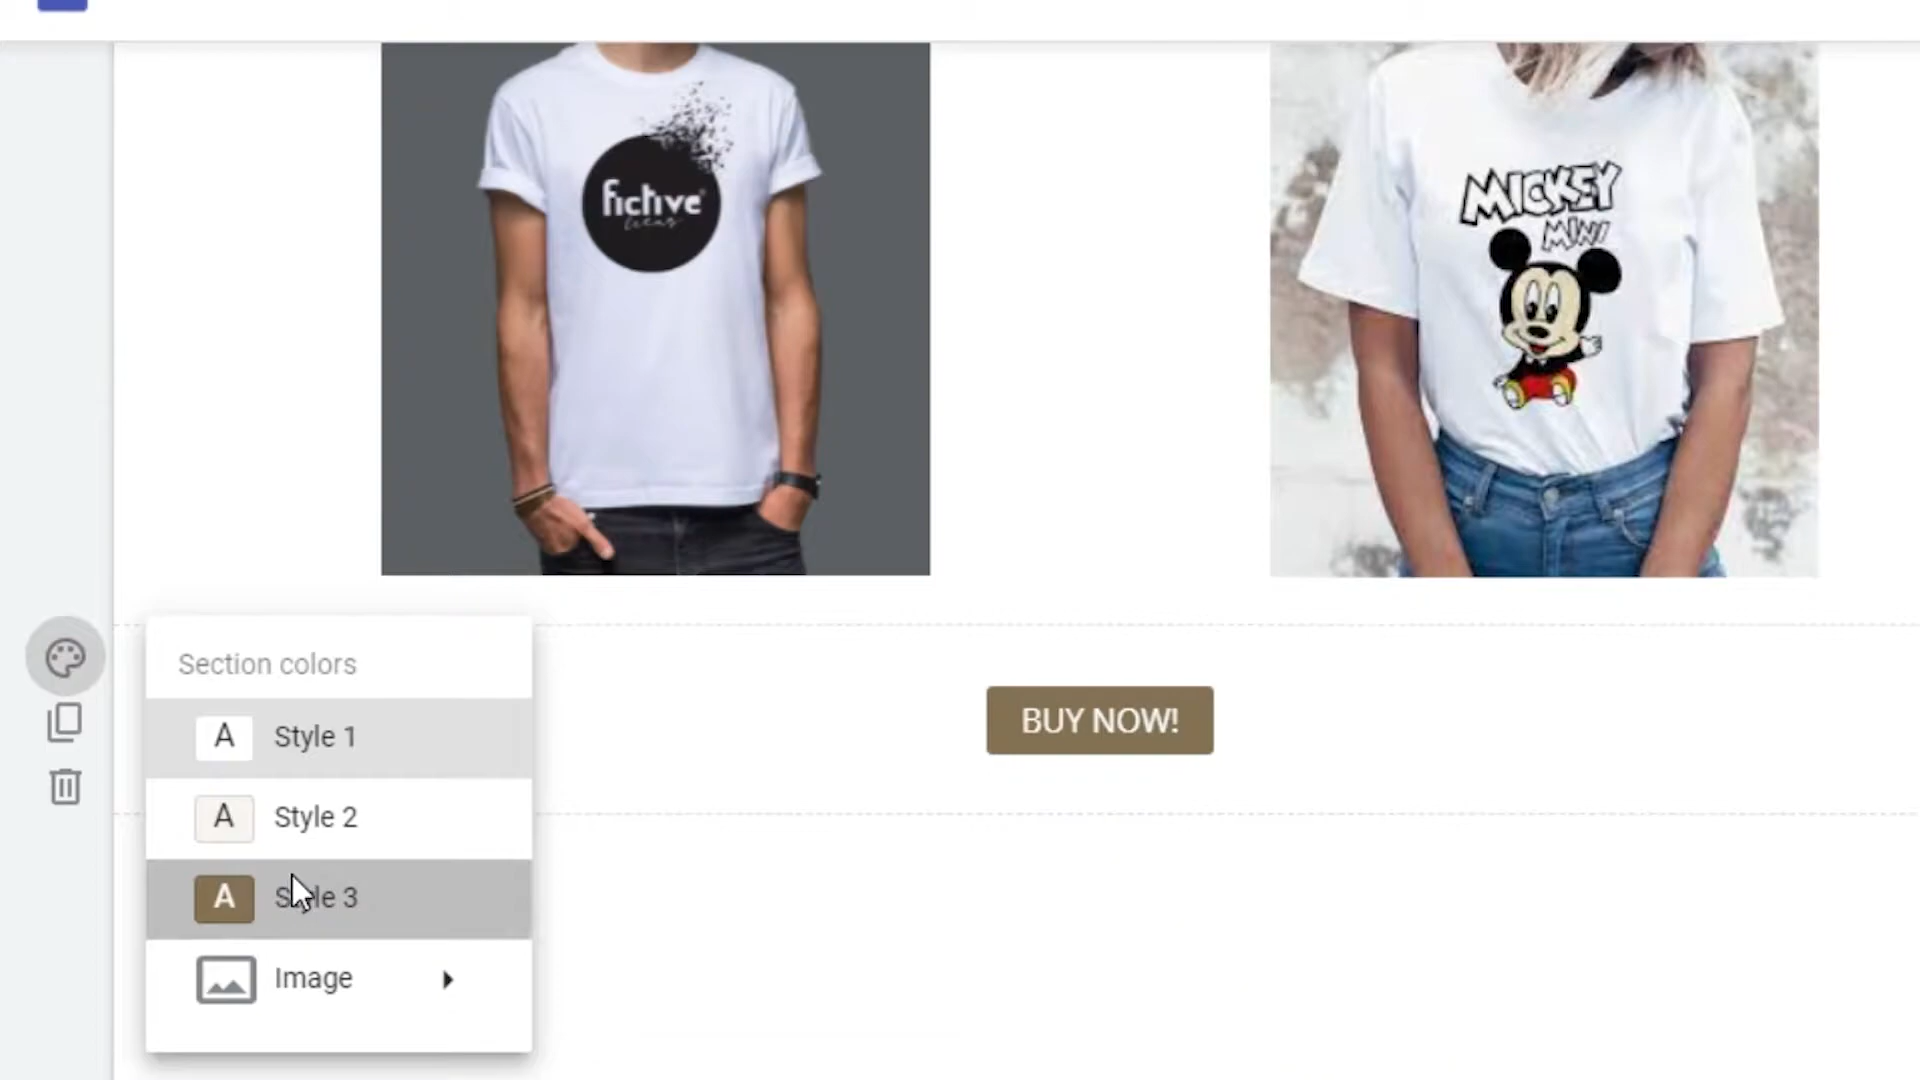 fictive
MICKEY
MINI
Section colors
A Style 1
A Style 2
A Style 3
Image
BUY NOW!